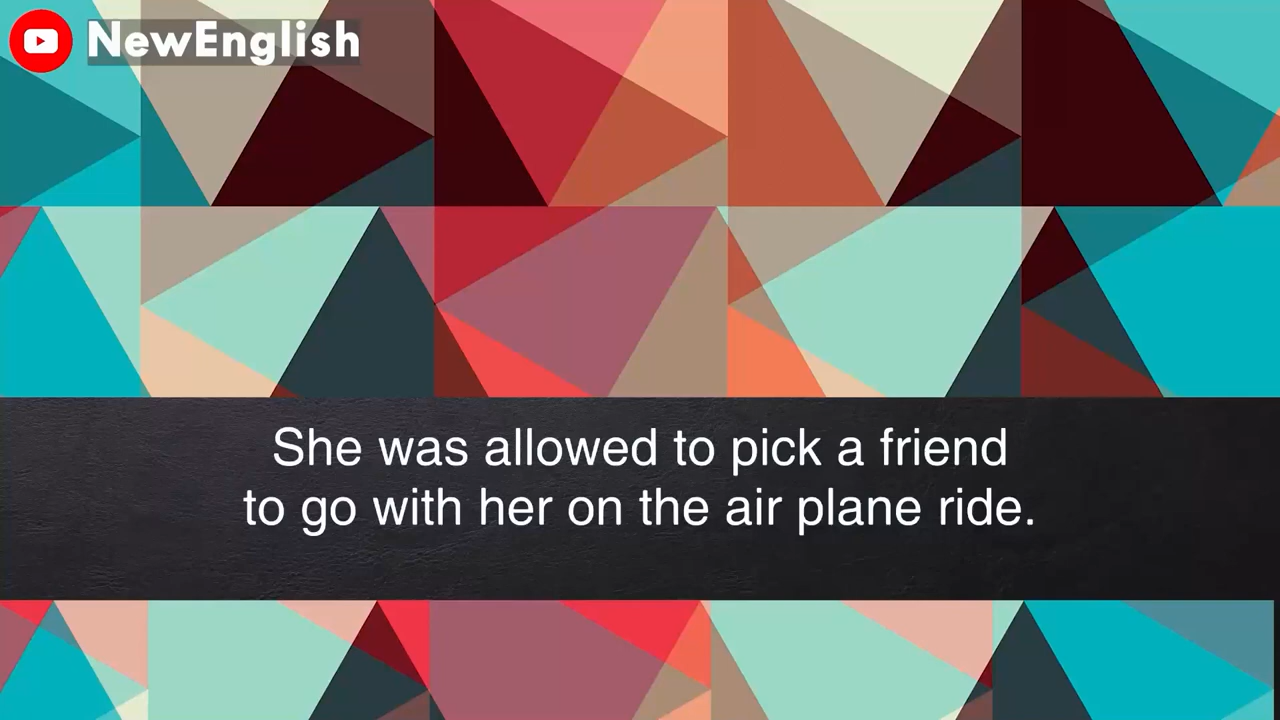 NewEnglish
She was allowed to pick a friend
to go with her on the air plane ride.